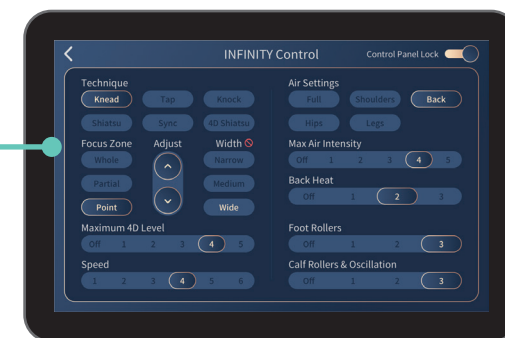 INFINITY Control
Control Panel Lock
Technique
Knead Tap Knock
Shiatsu Sync 4D Shiatsu
Focus Zone Adjust Width
Whole Narrow
Partial Medium
Point Wide
Maximum 4D Level
Off 1 2 3 4 5
Speed
1 2 3 4 5 6
Air Settings
Full Shoulders Back
Hips Legs
Max Air Intensity
Off 1 2 3 4 5
Back Heat
Off 1 2 3
Foot Rollers
Off 1 2 3
Calf Rollers & Oscillation
Off 1 2 3